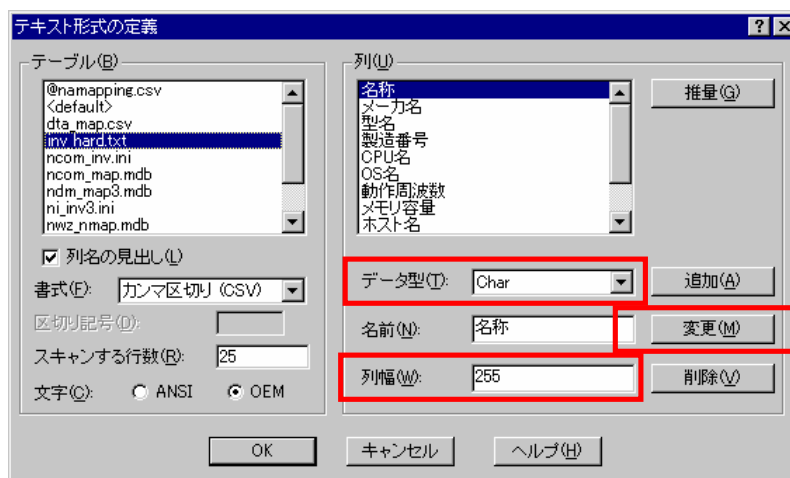 テキスト形式の定義
テーブル(B)
@namapping.csv
<default>
dta_map.csv
inv_hard.txt
ncom_inv.ini
ncom_map.mdb
ndm_map3.mdb
ni_inv3.ini
nwz_nmap.mdb
列名の見出し(L)
書式(F): カンマ区切り (CSV)
区切り記号(D):
スキャンする行数(R): 25
文字(C): ANSI OEM
列(U)
名称
メーカ名
型名
製造番号
CPU名
OS名
動作周波数
メモリ容量
ホスト名
推量(G)
データ型(T): Char 追加(A)
名前(N): 名称 変更(M)
列幅(W): 255 削除(V)
OK キャンセル ヘルプ(H)